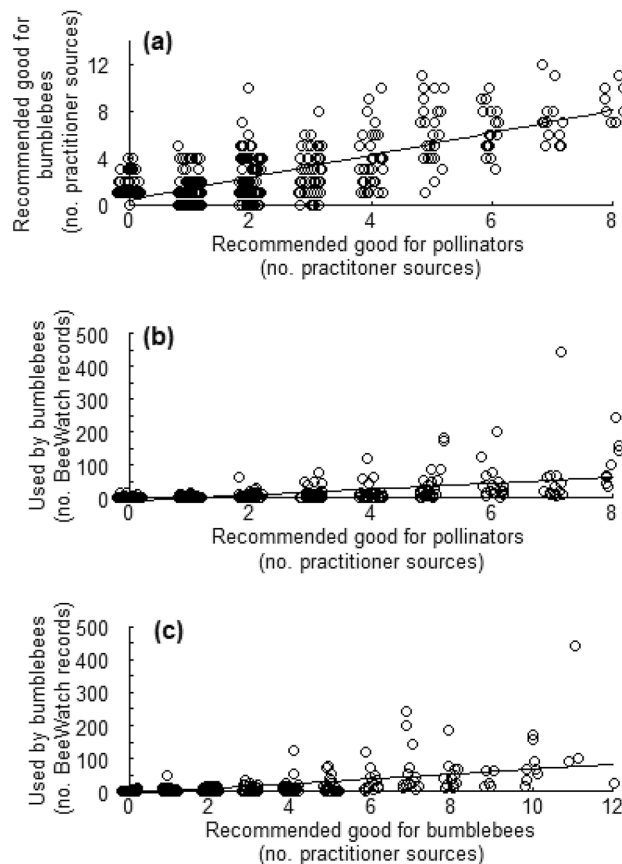 (a)
Recommended good for
bumblebees
(no. practitioner sources)
12
8
4
0
0 2 4 6 8
Recommended good for pollinators
(no. practitoner sources)
(b)
Used by bumblebees
(no. BeeWatch records)
500
400
300
200
100
0
0 2 4 6 8
Recommended good for pollinators
(no. practitioner sources)
(c)
Used by bumblebees
(no. BeeWatch records)
500
400
300
200
100
0
0 2 4 6 8 10 12
Recommended good for bumblebees
(no. practitioner sources)